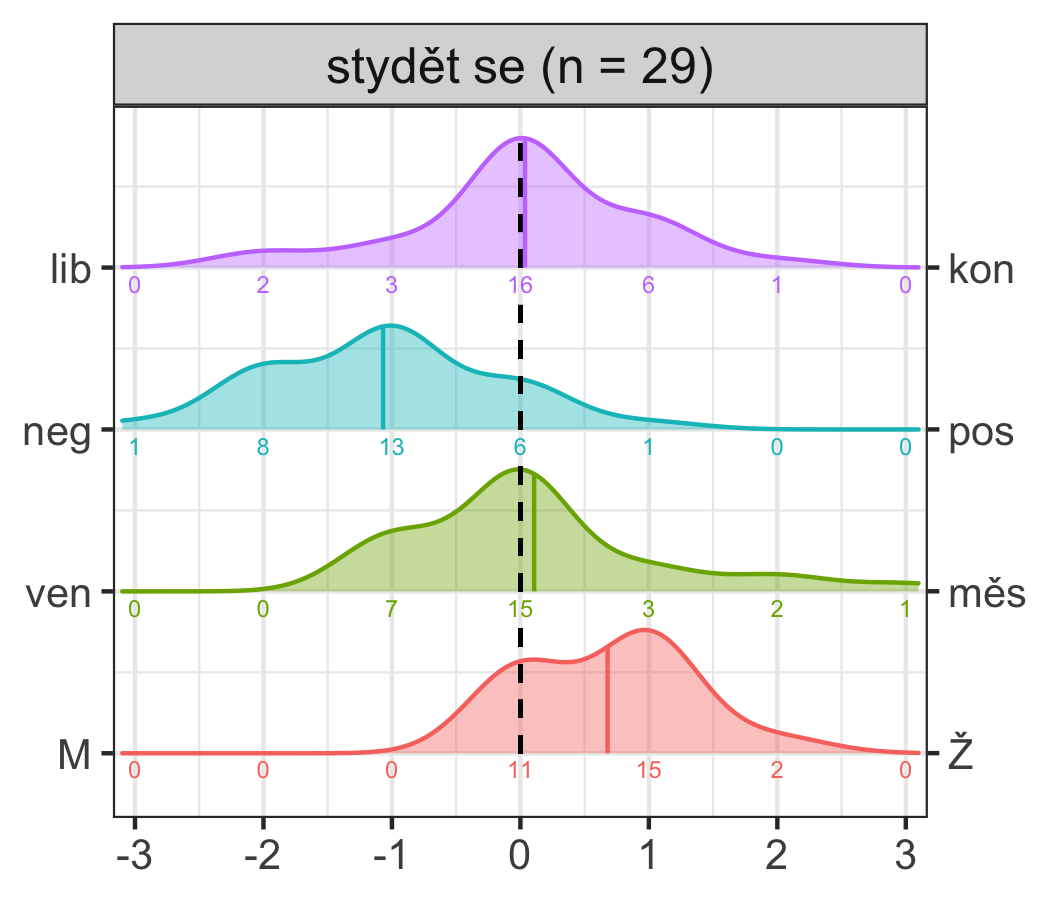 stydět se (n = 29)
lib kon
0 2 3 16 6 1 0
neg pos
1 8 13 6 1 0 0
ven měs
0 0 7 15 3 2 1
M Ž
0 0 0 11 15 2 0
-3 -2 -1 0 1 2 3